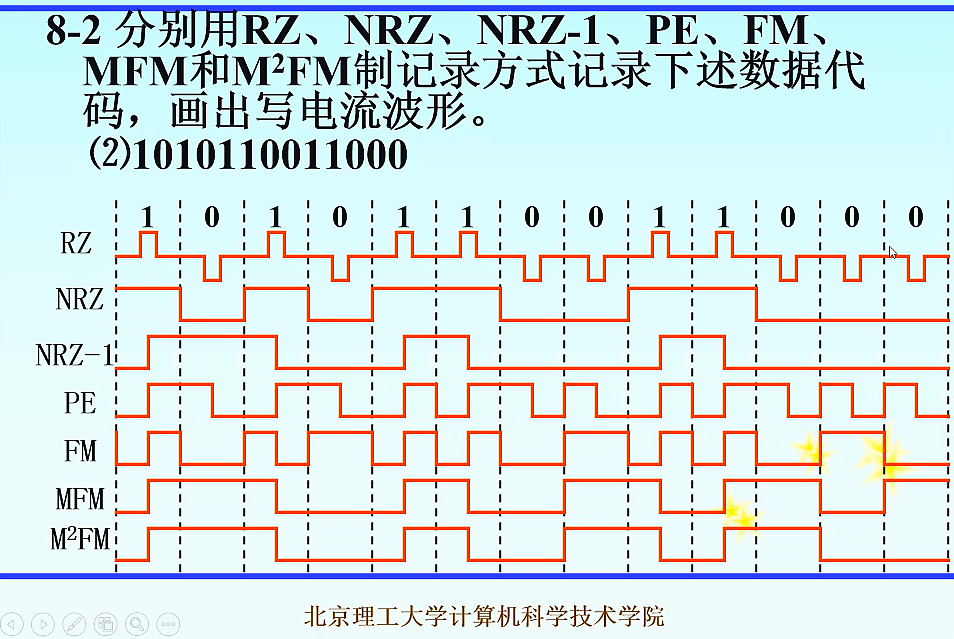 8-2 分别用RZ、NRZ、NRZ-1、PE、FM、
MFM和M²FM制记录方式记录下述数据代
码，画出写电流波形。
⑵1010110011000
1 0 1 0 1 1 0 0 1 1 0 0 0
RZ
NRZ
NRZ-1
PE
FM
MFM
M²FM
北京理工大学计算机科学技术学院